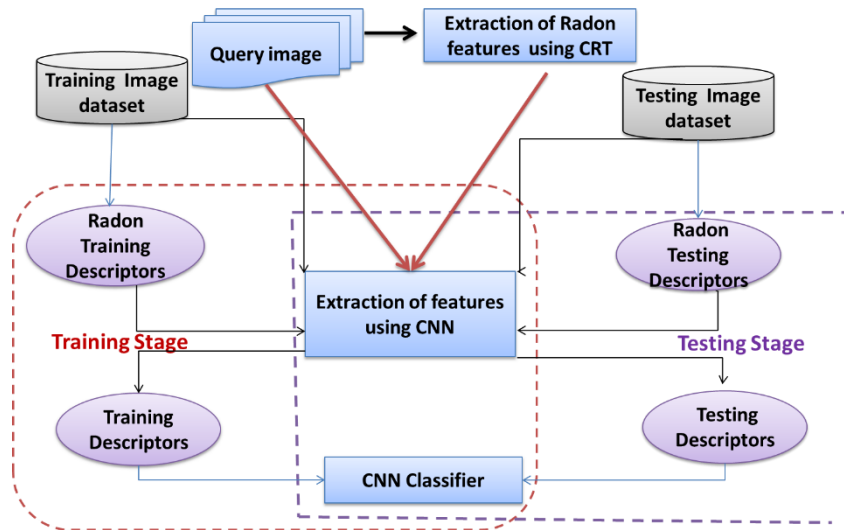 Query image
Extraction of Radon
features using CRT
Training Image
dataset
Testing Image
dataset
Radon
Training
Descriptors
Radon
Testing
Descriptors
Extraction of features
using CNN
Training Stage
Testing Stage
Training
Descriptors
Testing
Descriptors
CNN Classifier